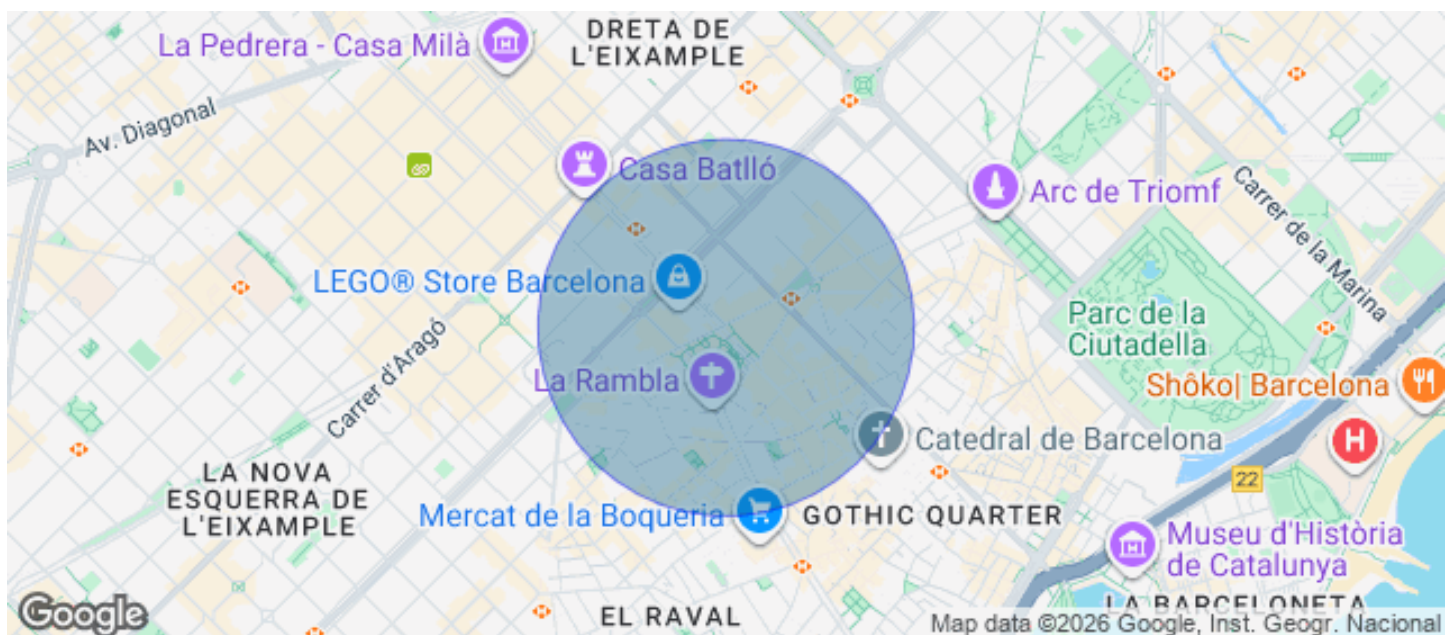 DRETA DE
L'EIXAMPLE
La Pedrera - Casa Milà
Av. Diagonal
Casa Batlló
Arc de Triomf
Carrer de la Marina
LEGO® Store Barcelona
Parc de la
Ciutadella
Carrer d'Aragó
La Rambla
Shôko| Barcelona
Catedral de Barcelona
H
22
LA NOVA
ESQUERRA DE
L'EIXAMPLE
Mercat de la Boqueria
GOTHIC QUARTER
Museu d'Història
de Catalunya
EL RAVAL
LA BARCELONETA
Google
Map data ©2026 Google, Inst. Geogr. Nacional